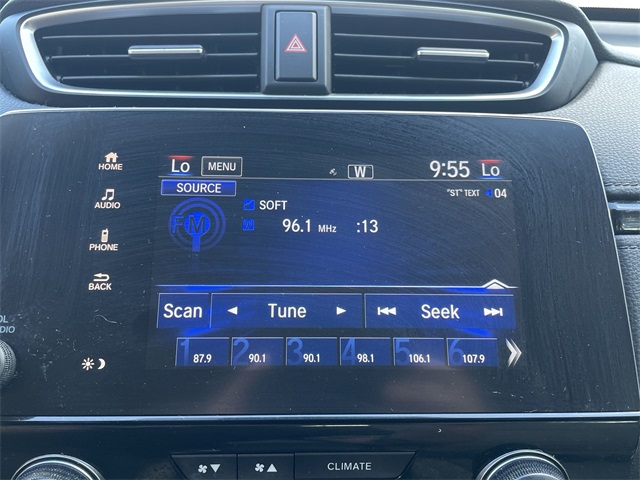 HOME
AUDIO
PHONE
BACK
Lo MENU W 9:55 Lo
SOURCE
"ST" TEXT 04
FM
SOFT
96.1 MHz :13
Scan Tune Seek
1 87.9 2 90.1 3 90.1 4 98.1 5 106.1 6 107.9
CLIMATE